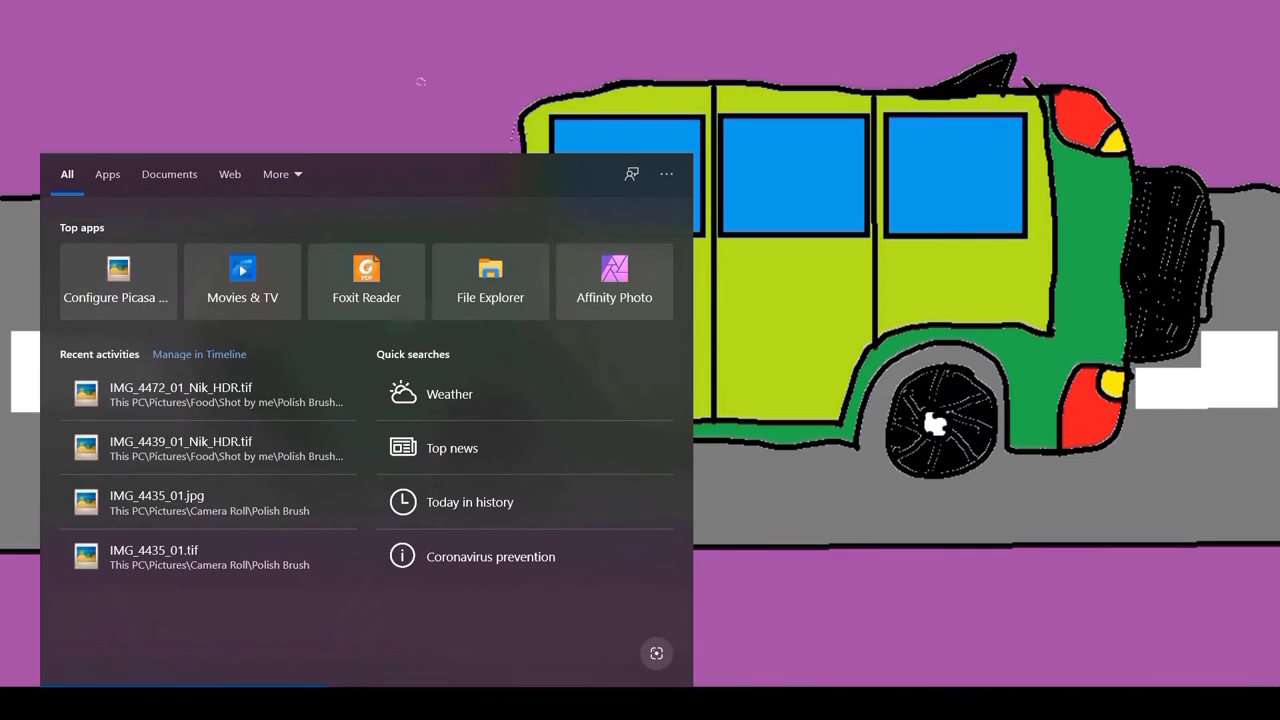 All Apps Documents Web More
Top apps
Configure Picasa ... Movies & TV Foxit Reader File Explorer Affinity Photo
Recent activities Manage in Timeline
IMG_4472_01_Nik_HDR.tif
This PC\Pictures\Food\Shot by me\Polish Brush...
IMG_4439_01_Nik_HDR.tif
This PC\Pictures\Food\Shot by me\Polish Brush...
IMG_4435_01.jpg
This PC\Pictures\Camera Roll\Polish Brush
IMG_4435_01.tif
This PC\Pictures\Camera Roll\Polish Brush
Quick searches
Weather
Top news
Today in history
Coronavirus prevention